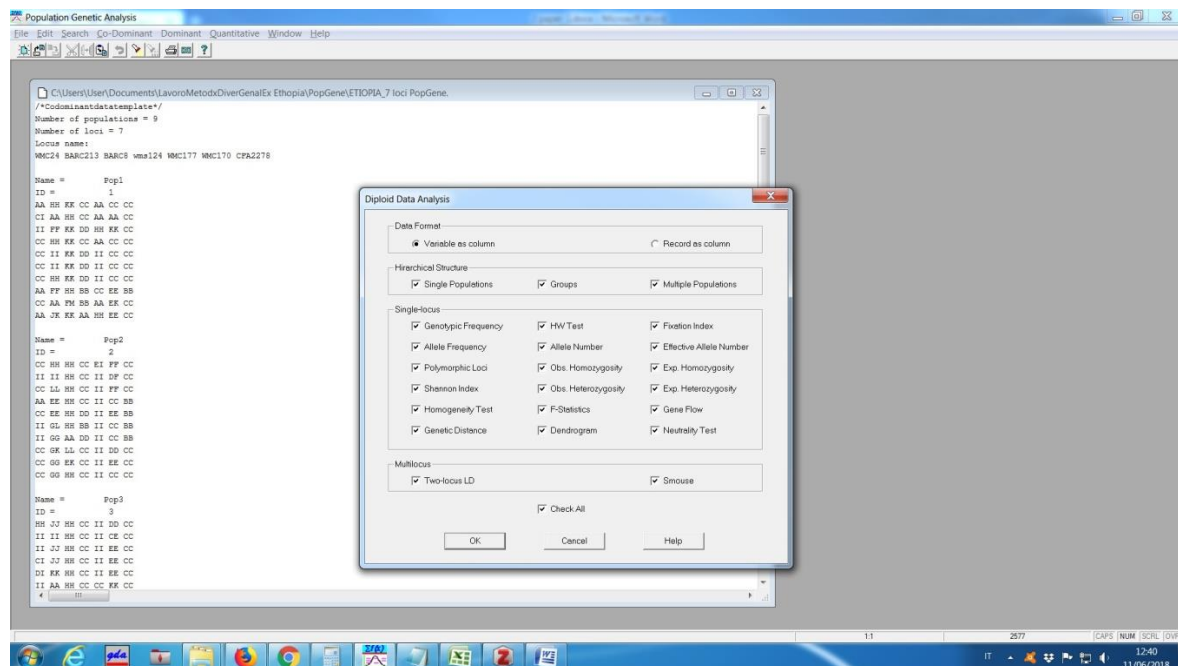 Population Genetic Analysis
File Edit Search Co-Dominant Dominant Quantitative Window Help
C:\Users\User\Documents\LavoroMetodxDiverGenalEx Ethopia\PopGene\ETIOPIA_7 loci PopGene.
/*Codominantdatatemplate*/
Number of populations = 9
Number of loci = 7
Locus name:
WMC24 BARC213 BARC8 wms124 WMC177 WMC170 CFA2278
Name = Pop1
ID = 1
AA HH KK CC AA CC CC
CI AA HH CC AA AA CC
II FF KK DD HH KK CC
CC HH KK CC AA CC CC
CC II KK DD II CC CC
CC II KK DD II CC CC
CC HH KK DD II CC CC
AA FF HH BB CC EE BB
CC AA FM BB AA EK CC
AA JK KK AA HH EE CC
Name = Pop2
ID = 2
CC HH HH CC EI FF CC
II II HH CC II DF CC
CC LL HH CC II FF CC
AA EE HH CC II CC BB
CC EE HH DD II EE BB
II GL HH BB II CC BB
II GG AA DD II CC BB
CC GK LL CC II DD CC
CC GG EK CC II EE CC
CC GG HH CC II CC CC
Name = Pop3
ID = 3
HH JJ HH CC II DD CC
II II HH CC II CE CC
II JJ HH CC II EE CC
CI JJ HH CC II EE CC
DI KK HH CC II EE CC
II AA HH CC CC KK CC
Diploid Data Analysis
Data Format
Variable as column Record as column
Hirarchical Structure
Single Populations Groups Multiple Populations
Single-locus
Genotypic Frequency HW Test Fixation Index
Allele Frequency Allele Number Effective Allele Number
Polymorphic Loci Obs. Homozygosity Exp. Homozygosity
Shannon Index Obs. Heterozygosity Exp. Heterozygosity
Homogeneity Test F-Statistics Gene Flow
Genetic Distance Dendrogram Neutrality Test
Multilocus
Two-locus LD Smouse
Check All
OK Cancel Help
1:1 2577 CAPS NUM SCRL OVR
gda
IT 12:40
11/06/2018